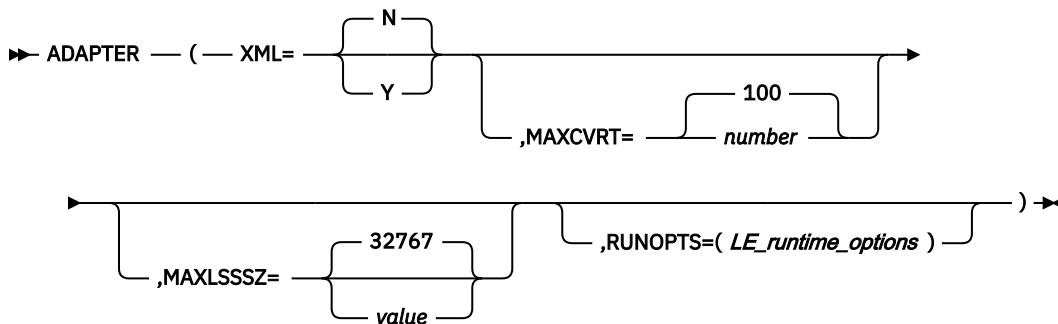 N
ADAPTER ( XML=
Y
100
,MAXCVRT= number
32767
,MAXLSSSZ=
value
,RUNOPTS=( LE_runtime_options )
)